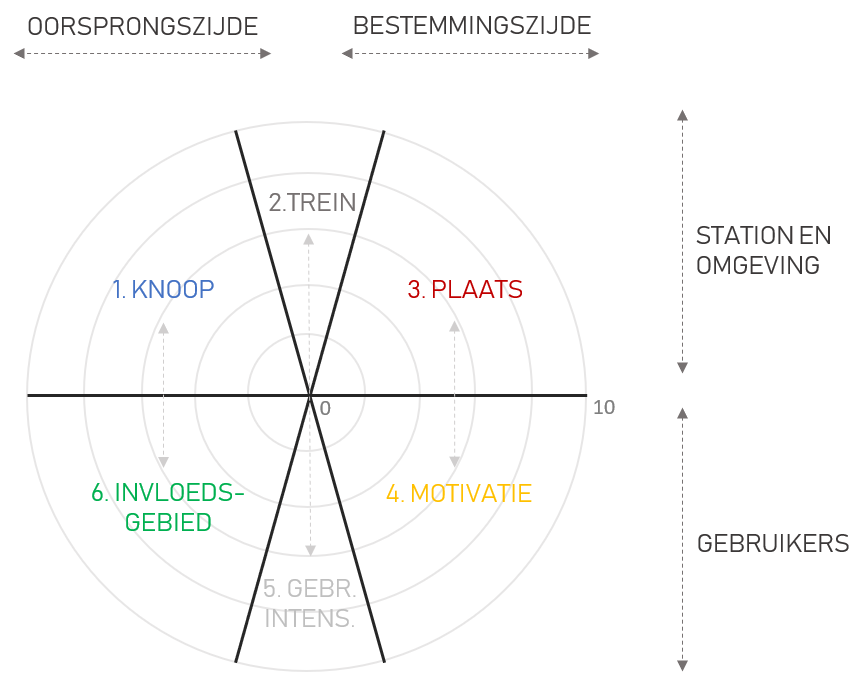 OORSPRONGSZIJDE
BESTEMMINGSZIJDE
2.TREIN
1. KNOOP
3. PLAATS
STATION EN
OMGEVING
0
10
6. INVLOEDS-
GEBIED
4. MOTIVATIE
5. GEBR.
INTENS.
GEBRUIKERS